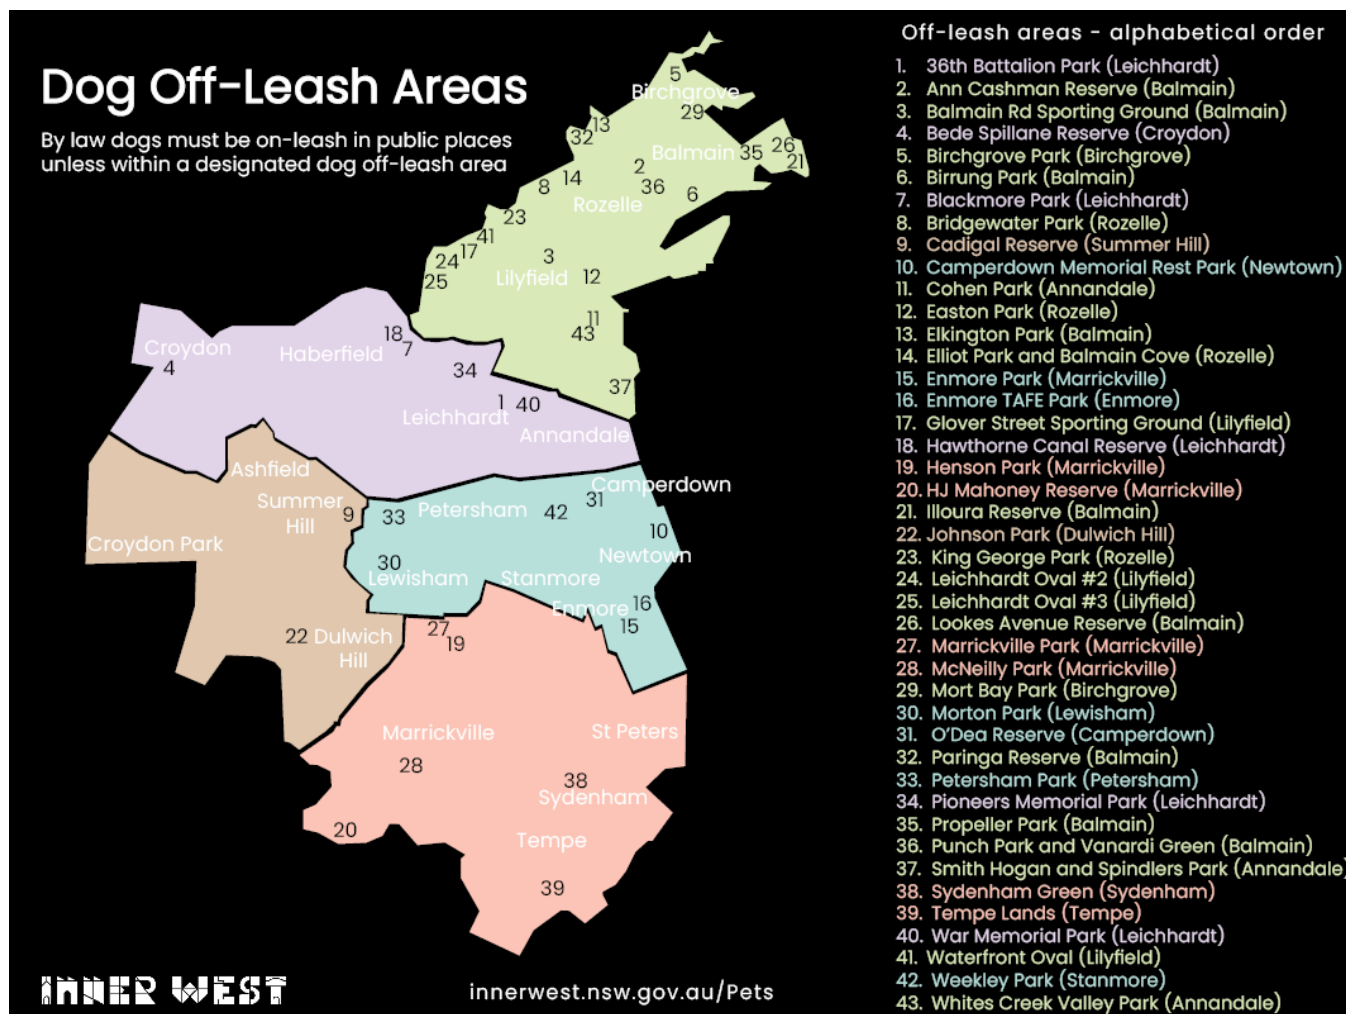 Dog Off-Leash Areas
By law dogs must be on-leash in public places
unless within a designated dog off-leash area
5
Birchgrove
29
13
32
Balmain
35
26
21
2
14
8
36
6
Rozelle
23
41
17
24
3
25
Lilyfield
12
11
43
18
7
Croydon
4
Haberfield
34
37
1
40
Leichhardt
Annandale
Ashfield
Summer
Hill
9
Croydon Park
Camperdown
31
33
Petersham
42
10
Newtown
30
Lewisham
Stanmore
Enmore
16
15
22
Dulwich
Hill
27
19
Marrickville
St Peters
28
38
Sydenham
20
Tempe
39
INNER WEST
innerwest.nsw.gov.au/Pets
Off-leash areas - alphabetical order
1. 36th Battalion Park (Leichhardt)
2. Ann Cashman Reserve (Balmain)
3. Balmain Rd Sporting Ground (Balmain)
4. Bede Spillane Reserve (Croydon)
5. Birchgrove Park (Birchgrove)
6. Birrung Park (Balmain)
7. Blackmore Park (Leichhardt)
8. Bridgewater Park (Rozelle)
9. Cadigal Reserve (Summer Hill)
10. Camperdown Memorial Rest Park (Newtown)
11. Cohen Park (Annandale)
12. Easton Park (Rozelle)
13. Elkington Park (Balmain)
14. Elliot Park and Balmain Cove (Rozelle)
15. Enmore Park (Marrickville)
16. Enmore TAFE Park (Enmore)
17. Glover Street Sporting Ground (Lilyfield)
18. Hawthorne Canal Reserve (Leichhardt)
19. Henson Park (Marrickville)
20. HJ Mahoney Reserve (Marrickville)
21. Illoura Reserve (Balmain)
22. Johnson Park (Dulwich Hill)
23. King George Park (Rozelle)
24. Leichhardt Oval #2 (Lilyfield)
25. Leichhardt Oval #3 (Lilyfield)
26. Lookes Avenue Reserve (Balmain)
27. Marrickville Park (Marrickville)
28. McNeilly Park (Marrickville)
29. Mort Bay Park (Birchgrove)
30. Morton Park (Lewisham)
31. O'Dea Reserve (Camperdown)
32. Paringa Reserve (Balmain)
33. Petersham Park (Petersham)
34. Pioneers Memorial Park (Leichhardt)
35. Propeller Park (Balmain)
36. Punch Park and Vanardi Green (Balmain)
37. Smith Hogan and Spindlers Park (Annandale)
38. Sydenham Green (Sydenham)
39. Tempe Lands (Tempe)
40. War Memorial Park (Leichhardt)
41. Waterfront Oval (Lilyfield)
42. Weekley Park (Stanmore)
43. Whites Creek Valley Park (Annandale)